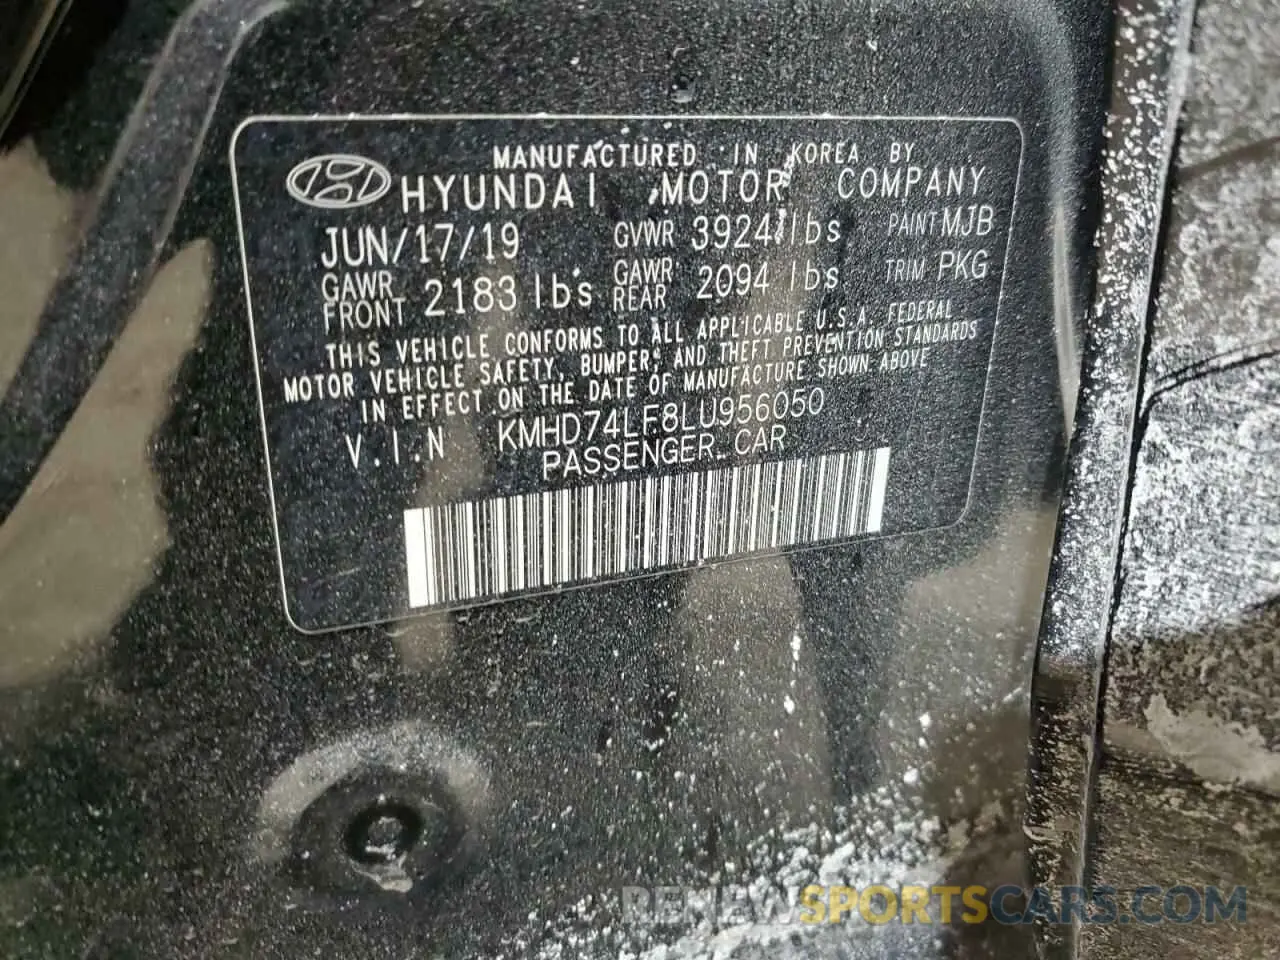 MANUFACTURED IN KOREA BY
HYUNDAI MOTOR COMPANY
JUN/17/19 GVWR 3924 lbs PAINT MJB
GAWR FRONT 2183 lbs GAWR REAR 2094 lbs TRIM PKG
THIS VEHICLE CONFORMS TO ALL APPLICABLE U.S.A. FEDERAL
MOTOR VEHICLE SAFETY, BUMPER, AND THEFT PREVENTION STANDARDS
IN EFFECT ON THE DATE OF MANUFACTURE SHOWN ABOVE
V.I.N KMHD74LF8LU956050
PASSENGER CAR
RENEWSPORTSCARS.COM